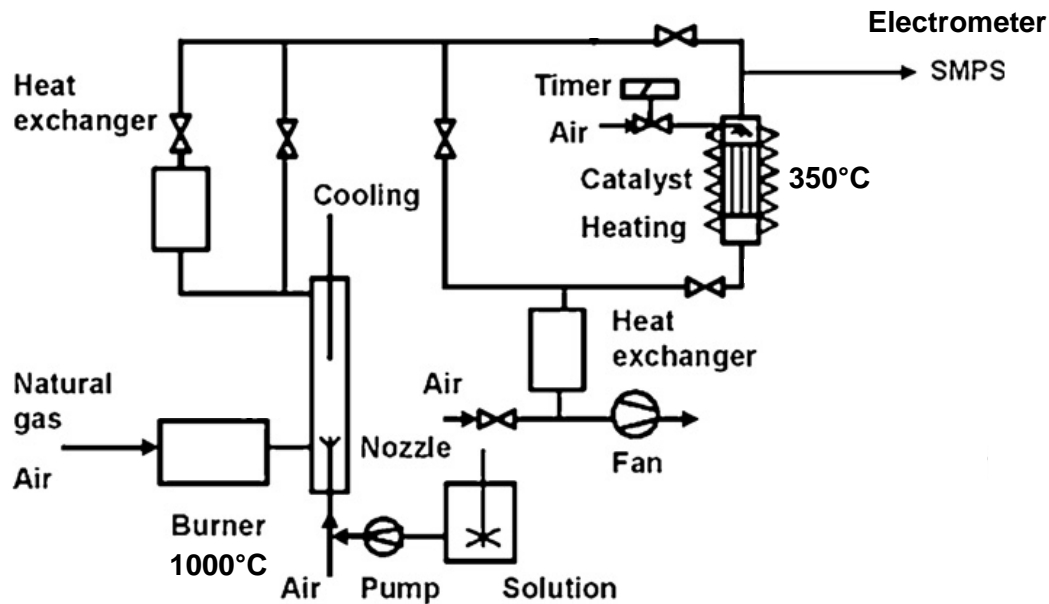 Electrometer
SMPS
Heat
exchanger
Timer
Air
Catalyst
350°C
Heating
Cooling
Heat
exchanger
Natural
gas
Air
Air
Nozzle
Fan
Burner
1000°C
Air
Pump
Solution